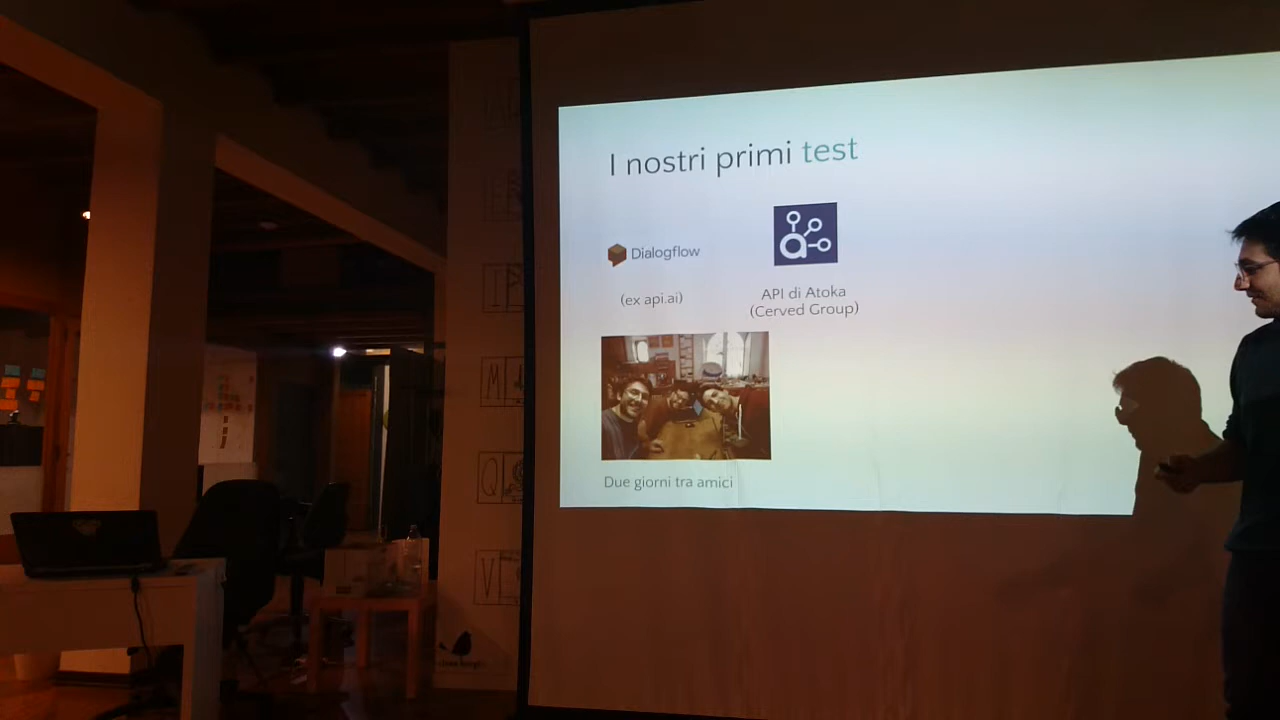 I nostri primi test
Dialogflow
(ex api.ai)
API di Atoka
(Cerved Group)
Due giorni tra amici
I
M
Q
V